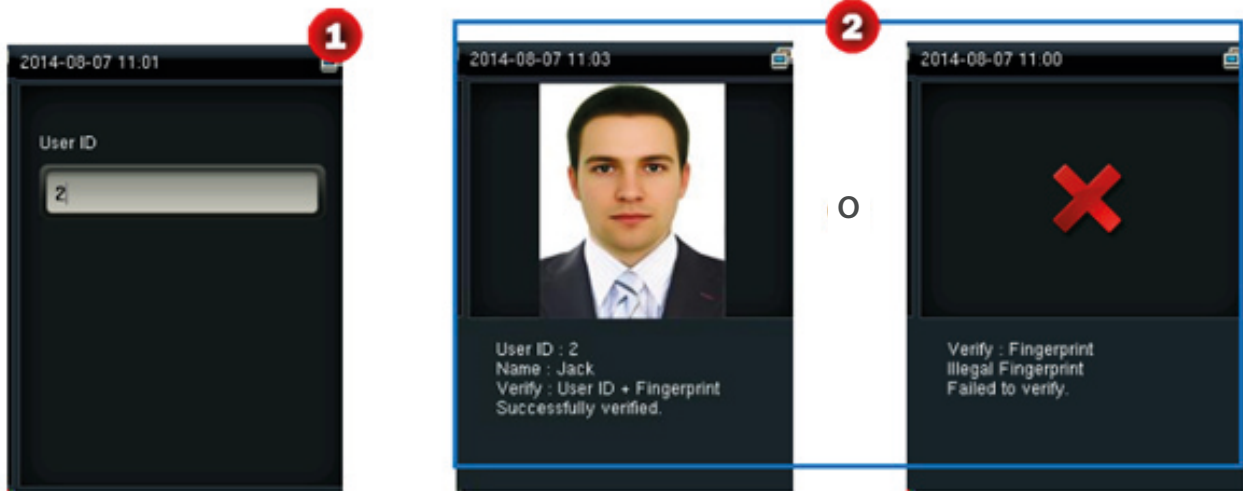 1
2014-08-07 11:01
User ID
2
2
2014-08-07 11:03
User ID : 2
Name : Jack
Verify : User ID + Fingerprint
Successfully verified.
o
2014-08-07 11:00
Verify : Fingerprint
Illegal Fingerprint
Failed to verify.